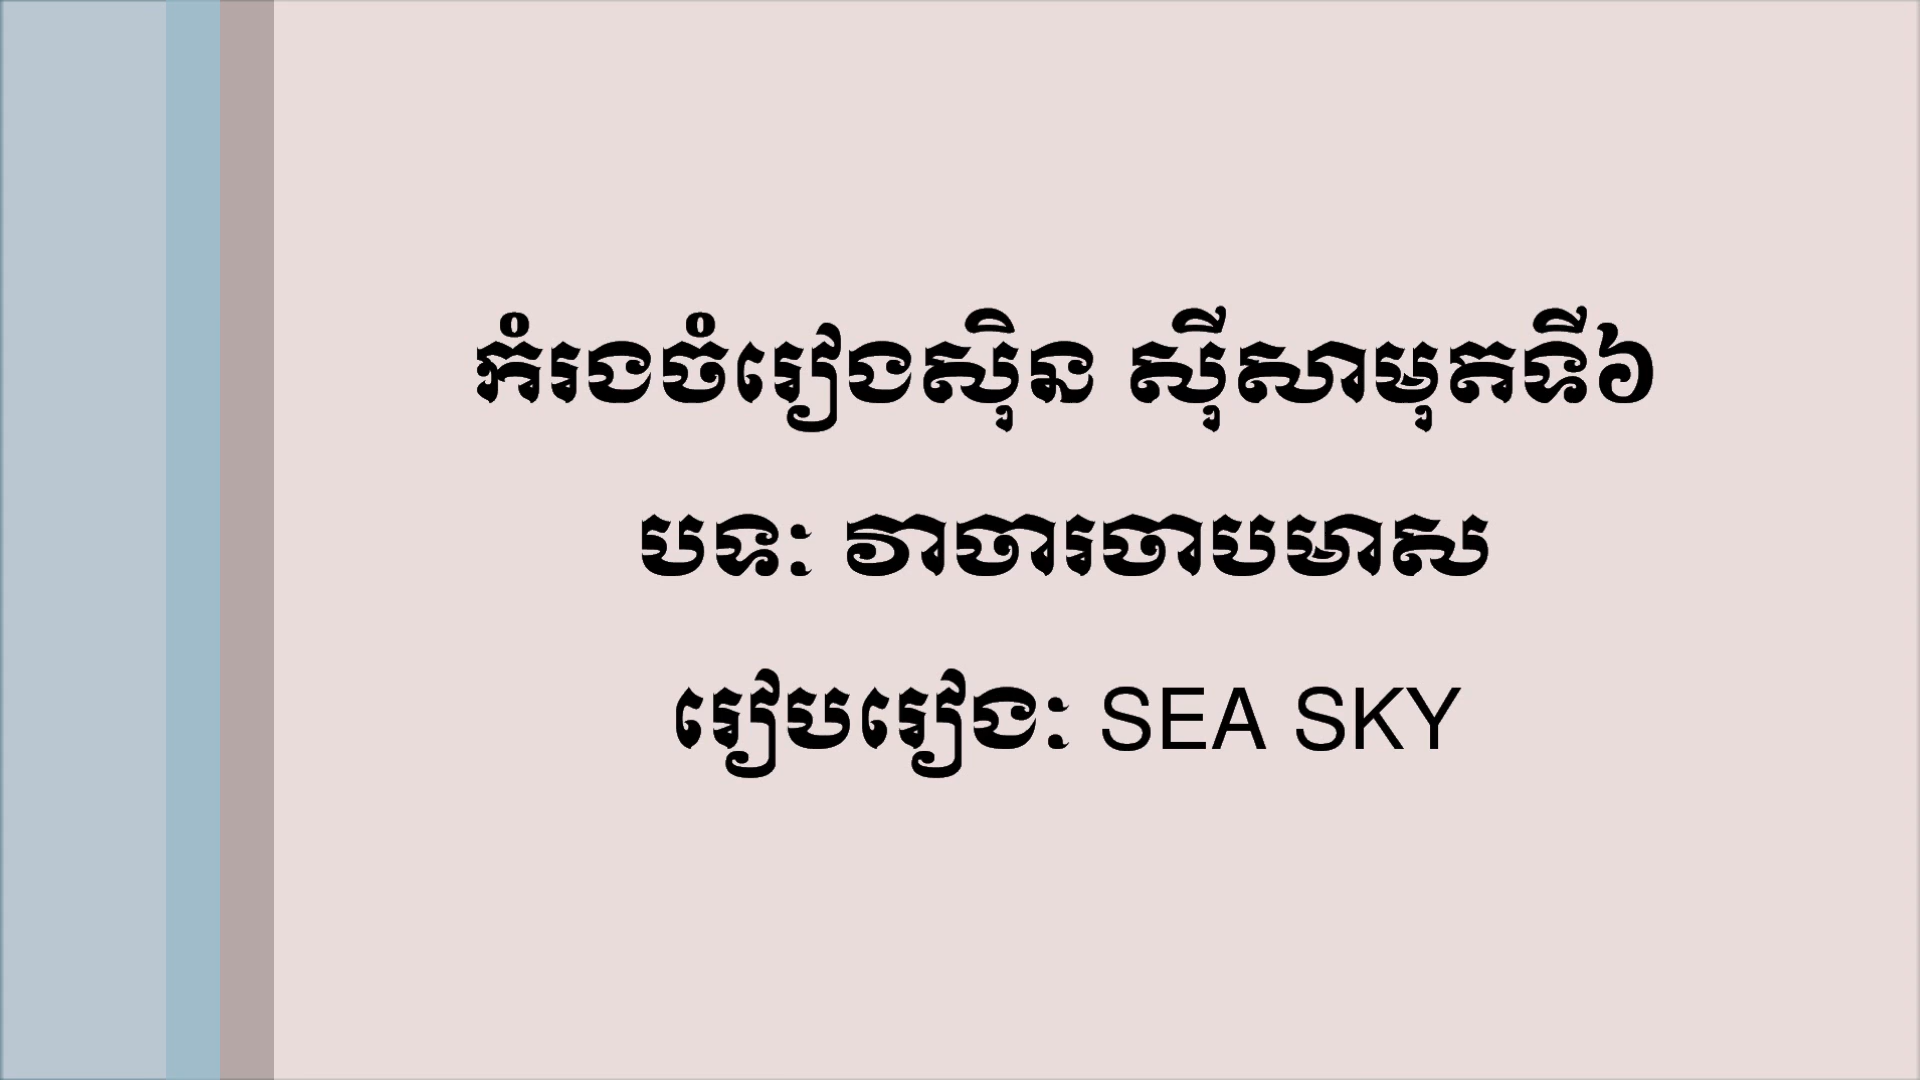 កំរងចំរៀងស៊ិន ស៊ីសាមុតទី៦
បទ: វាចារចាបមាស
រៀបរៀង: SEA SKY